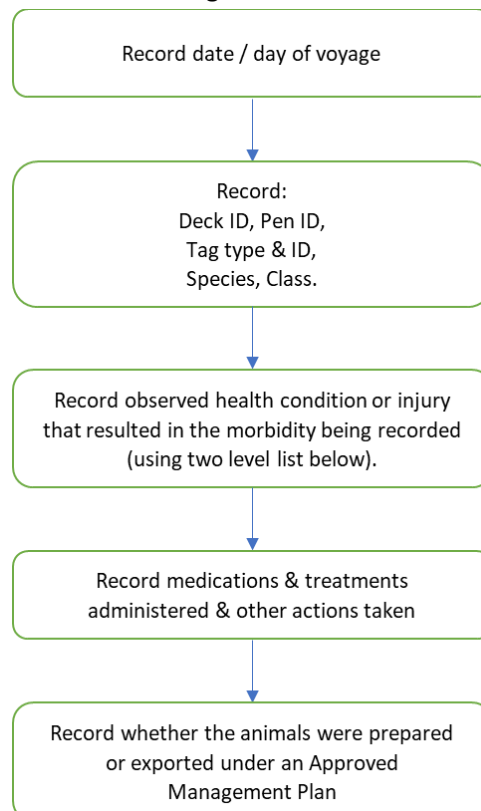 Record date / day of voyage
Record:
Deck ID, Pen ID,
Tag type & ID,
Species, Class.
Record observed health condition or injury
that resulted in the morbidity being recorded
(using two level list below).
Record medications & treatments
administered & other actions taken
Record whether the animals were prepared
or exported under an Approved
Management Plan